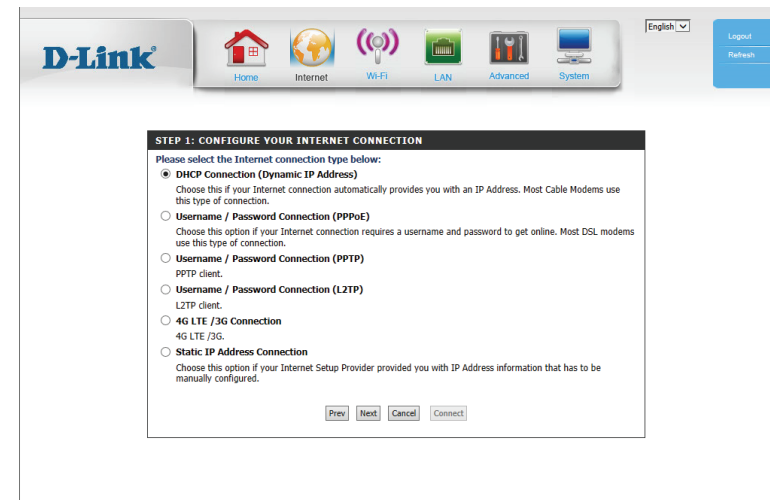 D-Link®
Home
Internet
Wi-Fi
LAN
Advanced
System
English
Logout
Refresh
STEP 1: CONFIGURE YOUR INTERNET CONNECTION
Please select the Internet connection type below:
DHCP Connection (Dynamic IP Address)
Choose this if your Internet connection automatically provides you with an IP Address. Most Cable Modems use
this type of connection.
Username / Password Connection (PPPoE)
Choose this option if your Internet connection requires a username and password to get online. Most DSL modems
use this type of connection.
Username / Password Connection (PPTP)
PPTP client.
Username / Password Connection (L2TP)
L2TP client.
4G LTE /3G Connection
4G LTE /3G.
Static IP Address Connection
Choose this option if your Internet Setup Provider provided you with IP Address information that has to be
manually configured.
Prev Next Cancel Connect